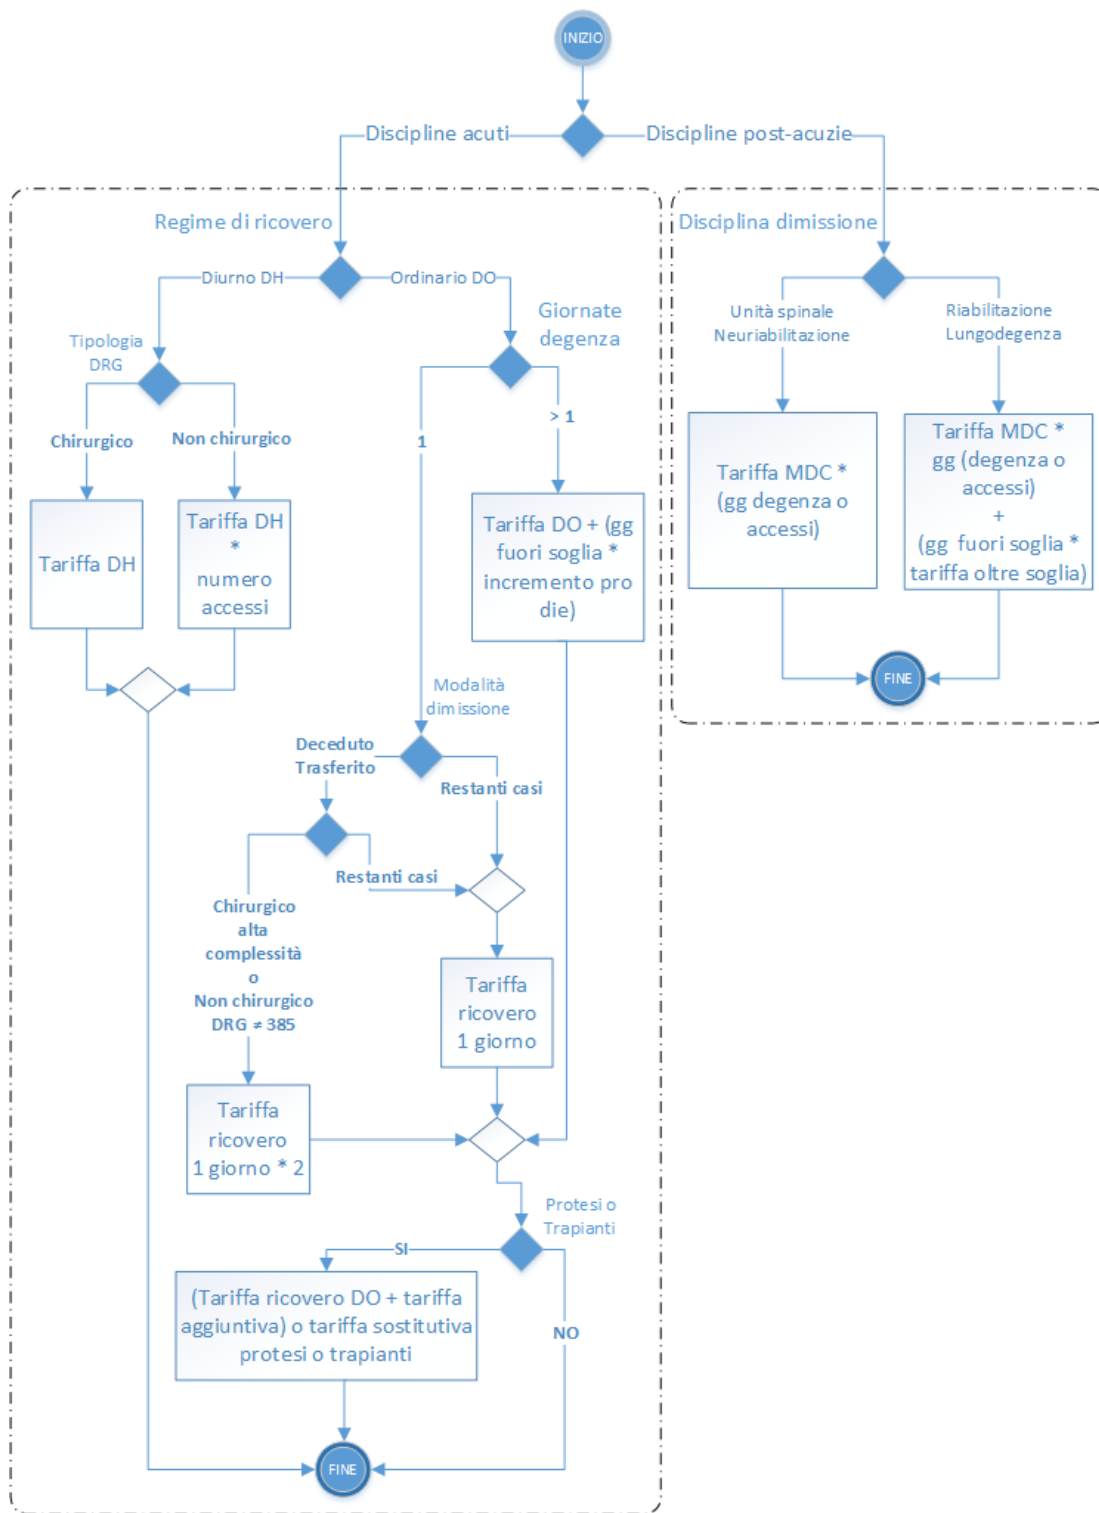 INIZIO
Discipline acuti
Discipline post-acuzie
Regime di ricovero
Disciplina dimissione
Diurno DH
Ordinario DO
Giornate
degenza
Unità spinale
Neuriabilitazione
Riabilitazione
Lungodegenza
Tipologia
DRG
Chirurgico
Non chirurgico
1
> 1
Tariffa DH
Tariffa DH
*
numero
accessi
Tariffa DO + (gg
fuori soglia *
incremento pro
die)
Tariffa MDC *
(gg degenza o
accessi)
Tariffa MDC *
gg (degenza o
accessi)
+
(gg fuori soglia *
tariffa oltre soglia)
FINE
Modalità
dimissione
Deceduto
Trasferito
Restanti casi
Restanti casi
Chirurgico
alta
complessità
o
Non chirurgico
DRG ≠ 385
Tariffa
ricovero
1 giorno
Tariffa
ricovero
1 giorno * 2
Protesi o
Trapianti
SI
NO
(Tariffa ricovero DO + tariffa
aggiuntiva) o tariffa sostitutiva
protesi o trapianti
FINE